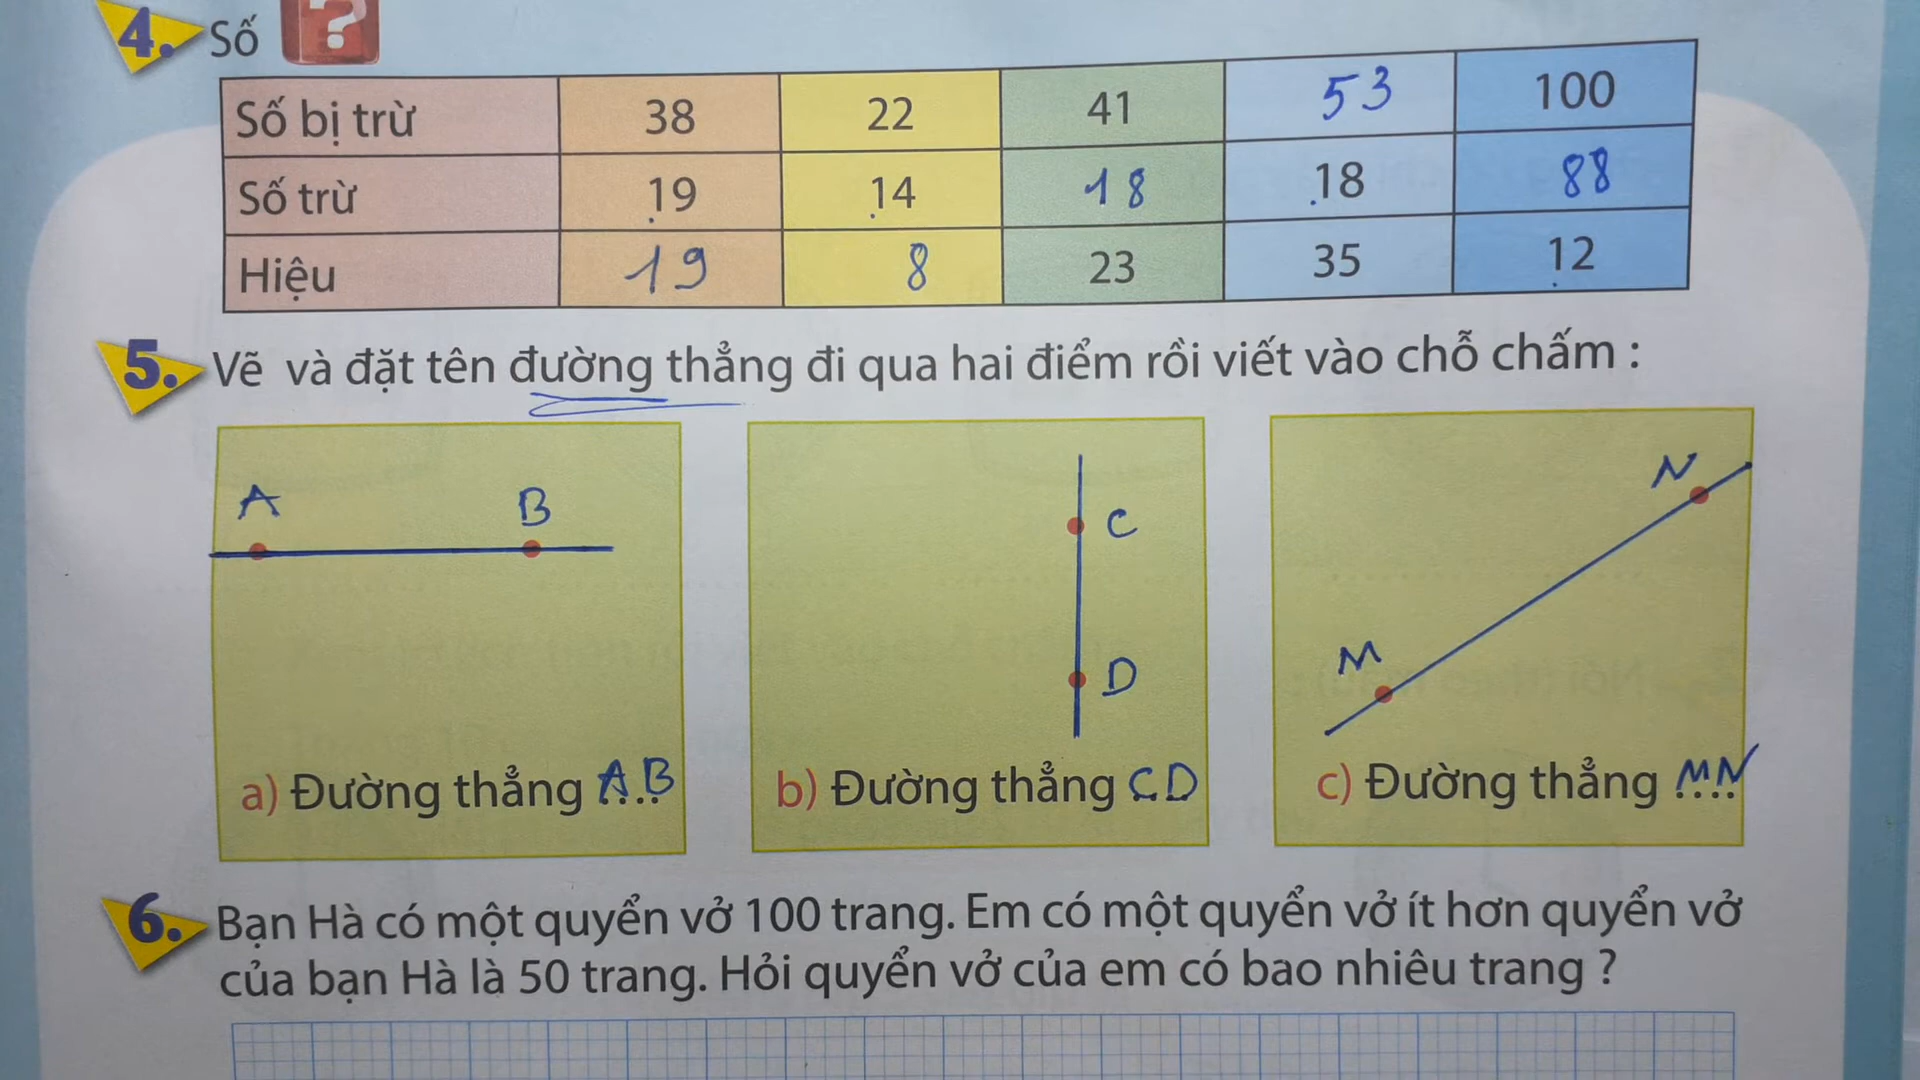 4. Số ?
Số bị trừ 38 22 41 53 100
Số trừ 19 14 18 18 88
Hiệu 19 8 23 35 12
5. Vẽ và đặt tên đường thẳng đi qua hai điểm rồi viết vào chỗ chấm :
A B C D M N
a) Đường thẳng AB b) Đường thẳng CD c) Đường thẳng MN
6. Bạn Hà có một quyển vở 100 trang. Em có một quyển vở ít hơn quyển vở
của bạn Hà là 50 trang. Hỏi quyển vở của em có bao nhiêu trang ?